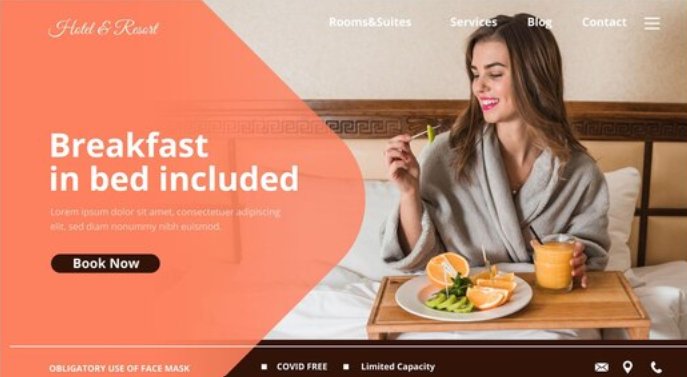 Hotel & Resort
Rooms&Suites
Services
Blog
Contact
Breakfast
in bed included
Lorem ipsum dolor sit amet, consectetuer adipiscing
elit, sed diam nonummy nibh euismod.
Book Now
OBLIGATORY USE OF FACE MASK
COVID FREE
Limited Capacity